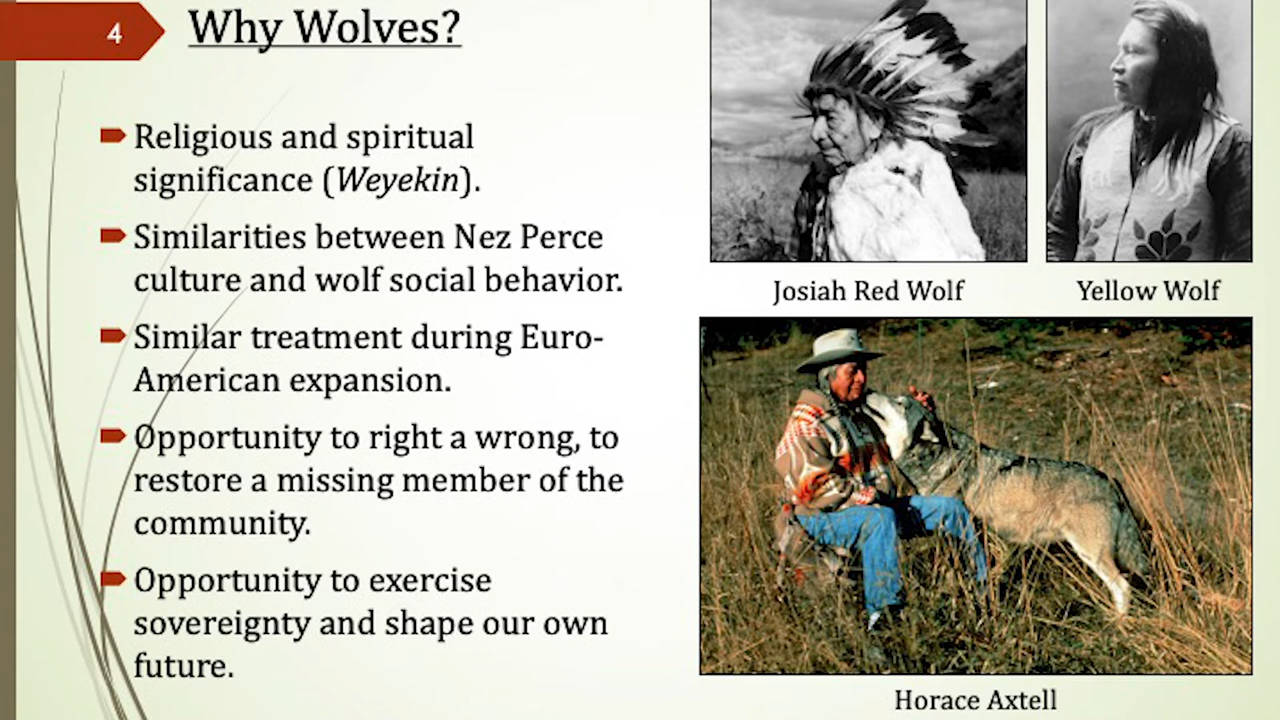 4
Why Wolves?
Religious and spiritual
significance (Weyekin).
Similarities between Nez Perce
culture and wolf social behavior.
Similar treatment during Euro-
American expansion.
Opportunity to right a wrong, to
restore a missing member of the
community.
Opportunity to exercise
sovereignty and shape our own
future.
Josiah Red Wolf
Yellow Wolf
Horace Axtell